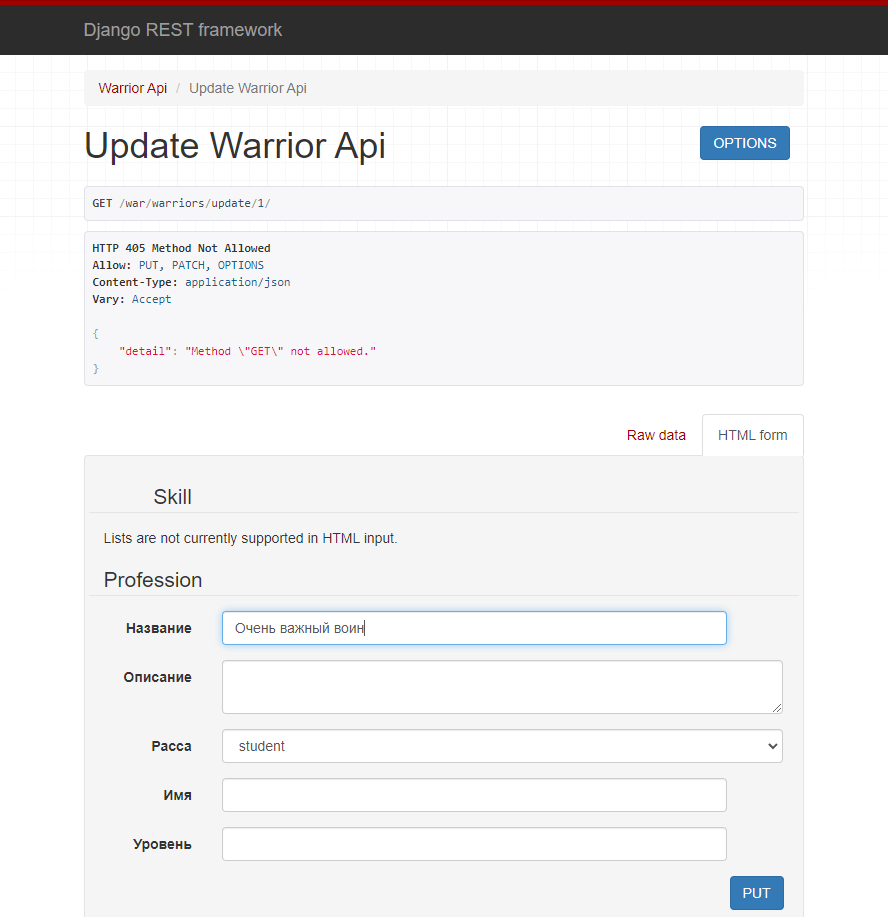 Django REST framework
Warrior Api / Update Warrior Api
Update Warrior Api
OPTIONS
GET /war/warriors/update/1/
HTTP 405 Method Not Allowed
Allow: PUT, PATCH, OPTIONS
Content-Type: application/json
Vary: Accept
{
"detail": "Method \"GET\" not allowed."
}
Raw data
HTML form
Skill
Lists are not currently supported in HTML input.
Profession
Название
Очень важный воин
Описание
Расса
student
Имя
Уровень
PUT